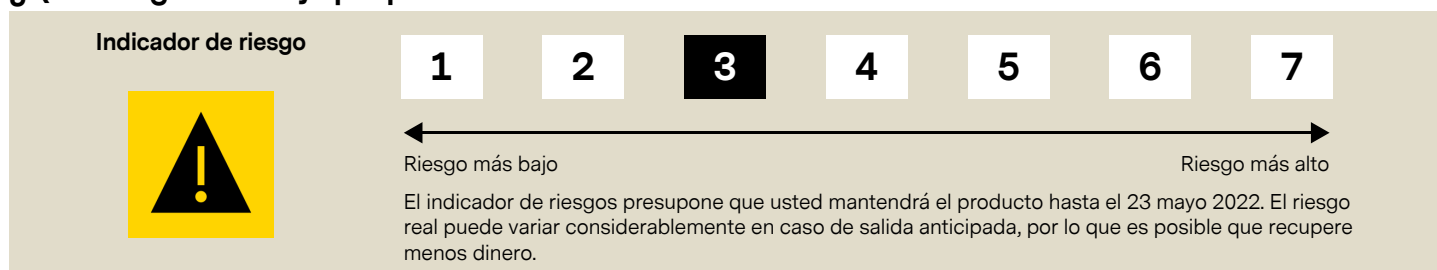 Indicador de riesgo
1 2 3 4 5 6 7
Riesgo más bajo Riesgo más alto
El indicador de riesgos presupone que usted mantendrá el producto hasta el 23 mayo 2022. El riesgo
real puede variar considerablemente en caso de salida anticipada, por lo que es posible que recupere
menos dinero.